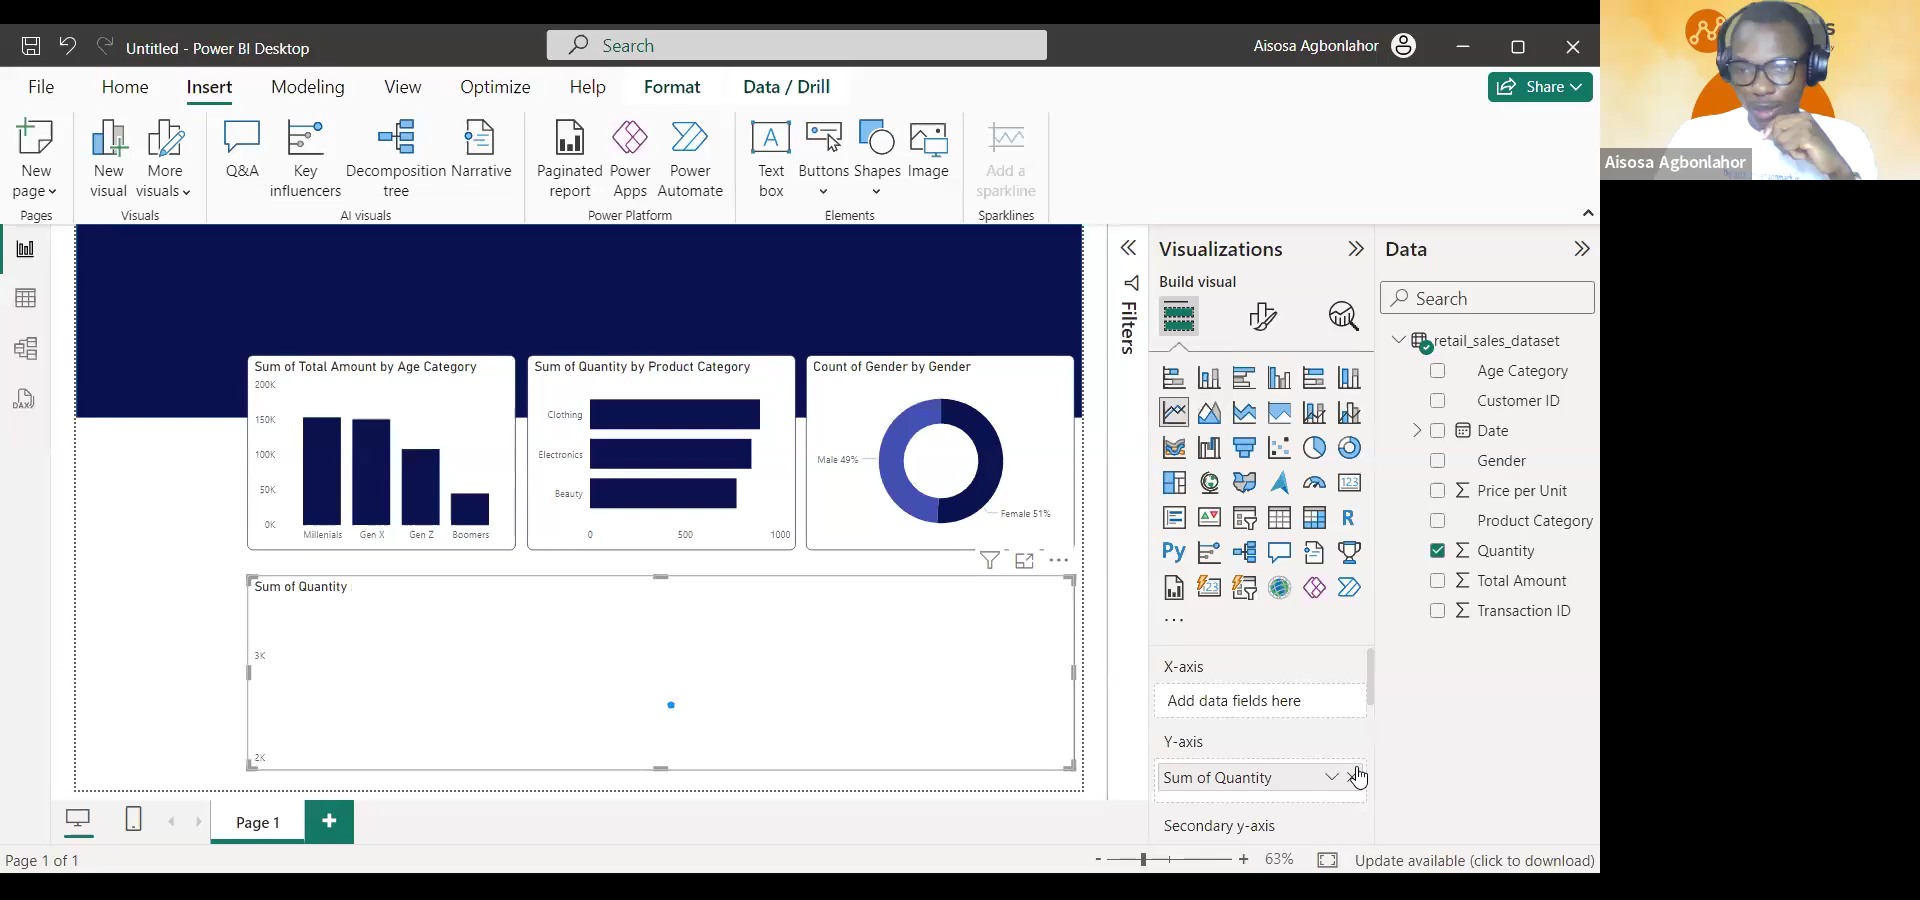 Untitled - Power BI Desktop
Search
Aisosa Agbonlahor
File
Home
Insert
Modeling
View
Optimize
Help
Format
Data / Drill
Share
New page
New visual
More visuals
Q&A
Key influencers
Decomposition tree
Narrative
Paginated report
Power Apps
Power Automate
Text box
Buttons
Shapes
Image
Add a sparkline
Pages
Visuals
AI visuals
Power Platform
Elements
Sparklines
Aisosa Agbonlahor
Sum of Total Amount by Age Category
200K
150K
100K
50K
0K
Millenials
Gen X
Gen Z
Boomers
Sum of Quantity by Product Category
Clothing
Electronics
Beauty
0
500
1000
Count of Gender by Gender
Male 49%
Female 51%
Sum of Quantity
3K
2K
Filters
Visualizations
Build visual
123
R
Py
123
X-axis
Add data fields here
Y-axis
Sum of Quantity
Secondary y-axis
Data
Search
retail_sales_dataset
Age Category
Customer ID
Date
Gender
Σ Price per Unit
Product Category
Σ Quantity
Σ Total Amount
Σ Transaction ID
DAX
Page 1
Page 1 of 1
63%
Update available (click to download)